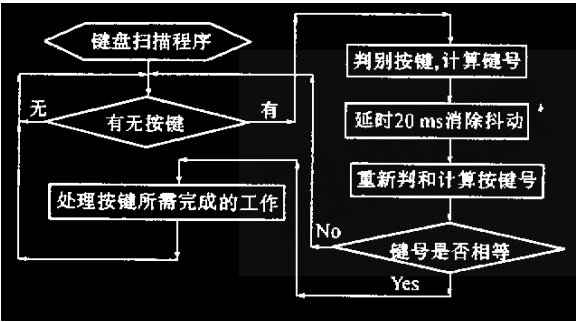 键盘扫描程序
无
有无按键
有
处理按键所需完成的工作
判别按键,计算键号
延时20 ms消除抖动
重新判和计算按键号
键号是否相等
No
Yes